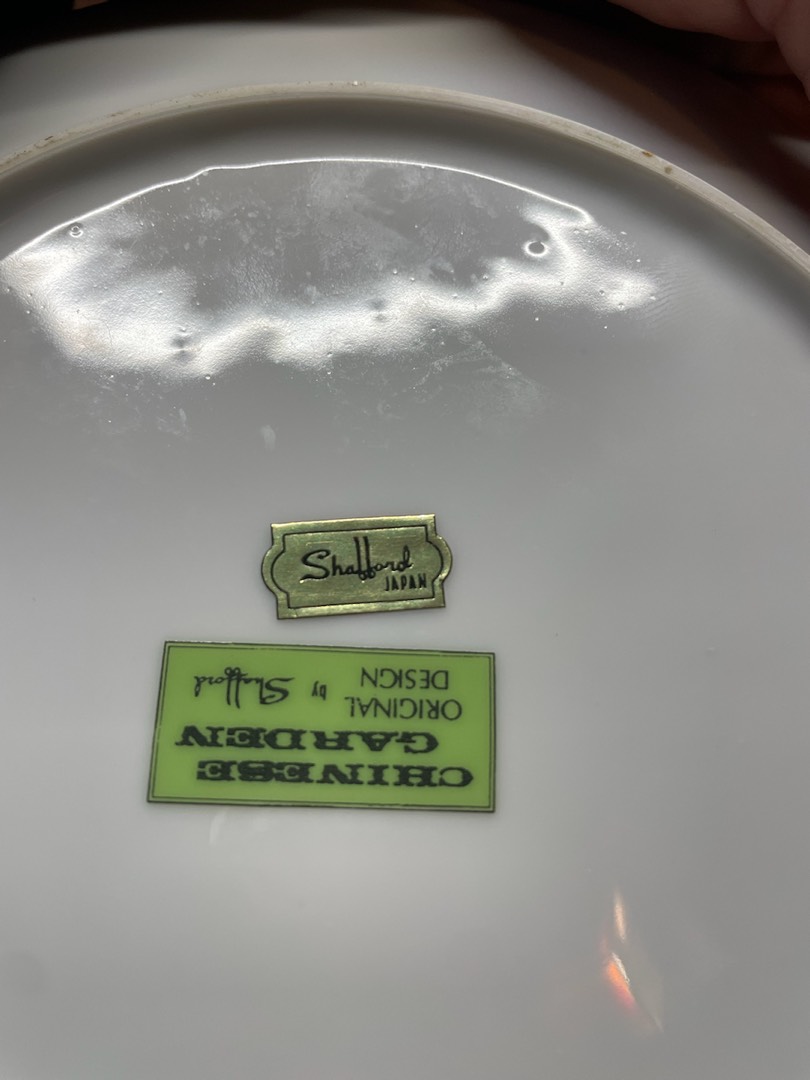 Shafford
JAPAN
CHINESE
GARDEN
ORIGINAL
DESIGN by Shafford